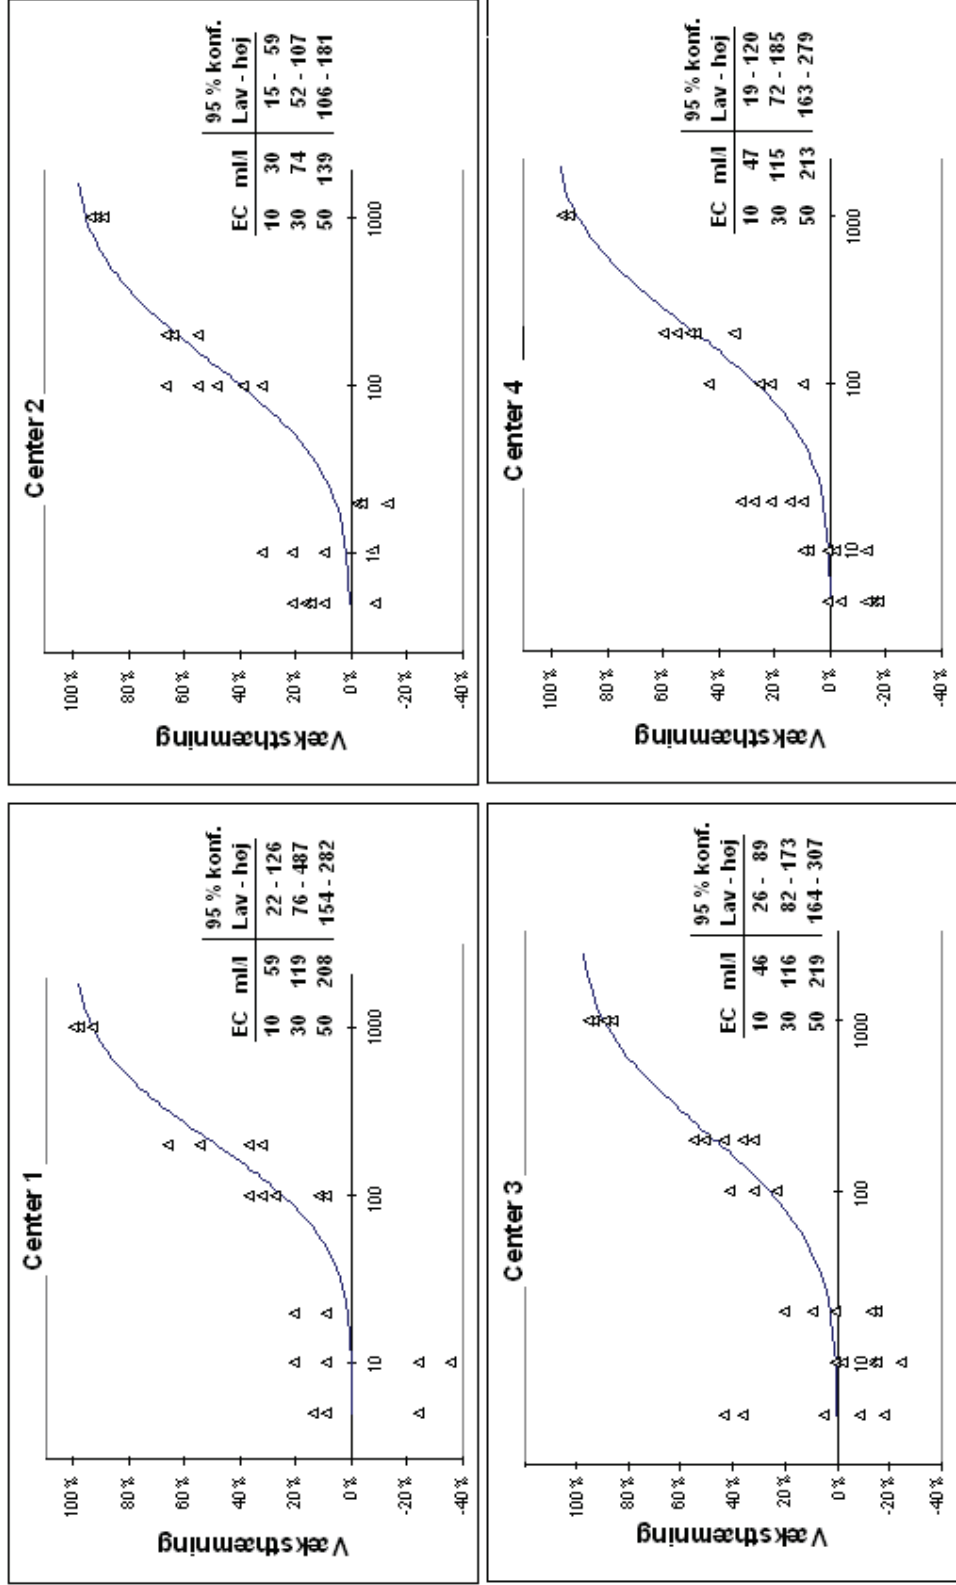 Center 1
Væksthæmning
100%
80%
60%
40%
20%
0%
-20%
-40%
10
100
1000
95 % konf.
EC ml/l Lav - høj
10 59 22 - 126
30 119 76 - 487
50 208 154 - 282
Center 2
Væksthæmning
100%
80%
60%
40%
20%
0%
-20%
-40%
10
100
1000
95 % konf.
EC ml/l Lav - høj
10 30 15 - 59
30 74 52 - 107
50 139 106 - 181
Center 3
Væksthæmning
100%
80%
60%
40%
20%
0%
-20%
-40%
10
100
1000
95 % konf.
EC ml/l Lav - høj
10 46 26 - 89
30 116 82 - 173
50 219 164 - 307
Center 4
Væksthæmning
100%
80%
60%
40%
20%
0%
-20%
-40%
10
100
1000
95 % konf.
EC ml/l Lav - høj
10 47 19 - 120
30 115 72 - 185
50 213 163 - 279